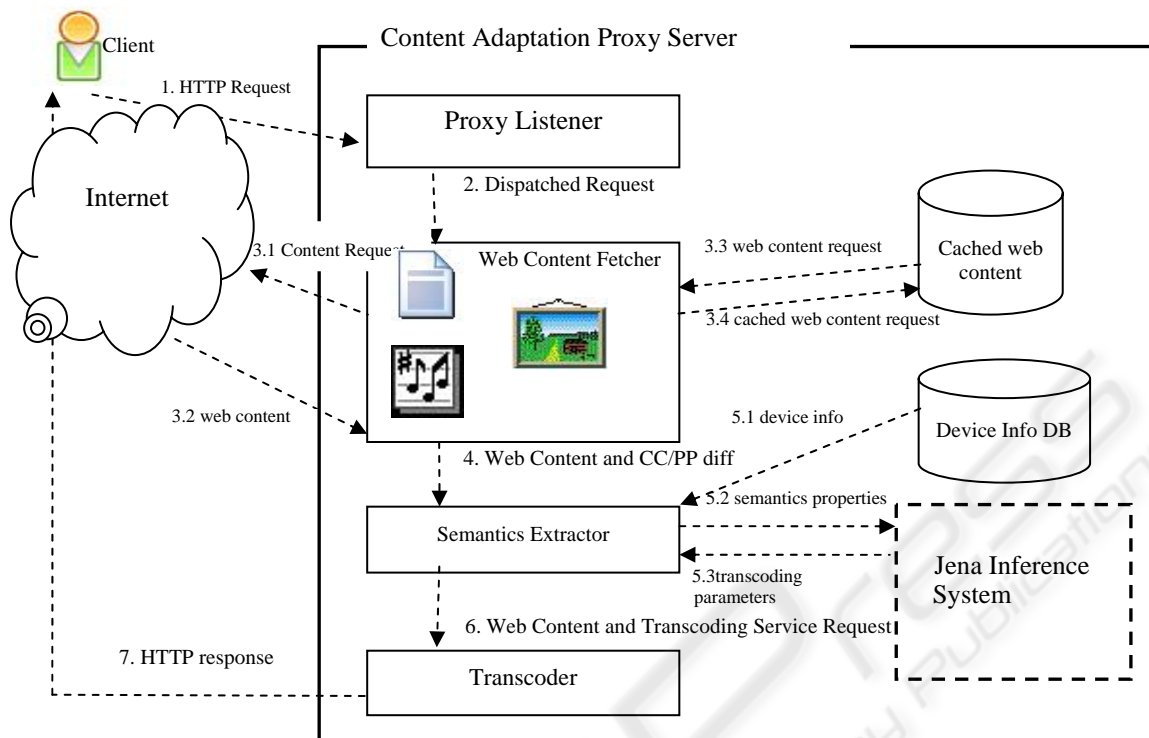 Content Adaptation Proxy Server
Client
1. HTTP Request
Proxy Listener
Internet
2. Dispatched Request
3.1 Content Request
Web Content Fetcher
3.3 web content request
Cached web
content
3.4 cached web content request
3.2 web content
5.1 device info
Device Info DB
4. Web Content and CC/PP diff
5.2 semantics properties
Semantics Extractor
Jena Inference
System
5.3transcoding
parameters
6. Web Content and Transcoding Service Request
7. HTTP response
Transcoder
Press
Publications